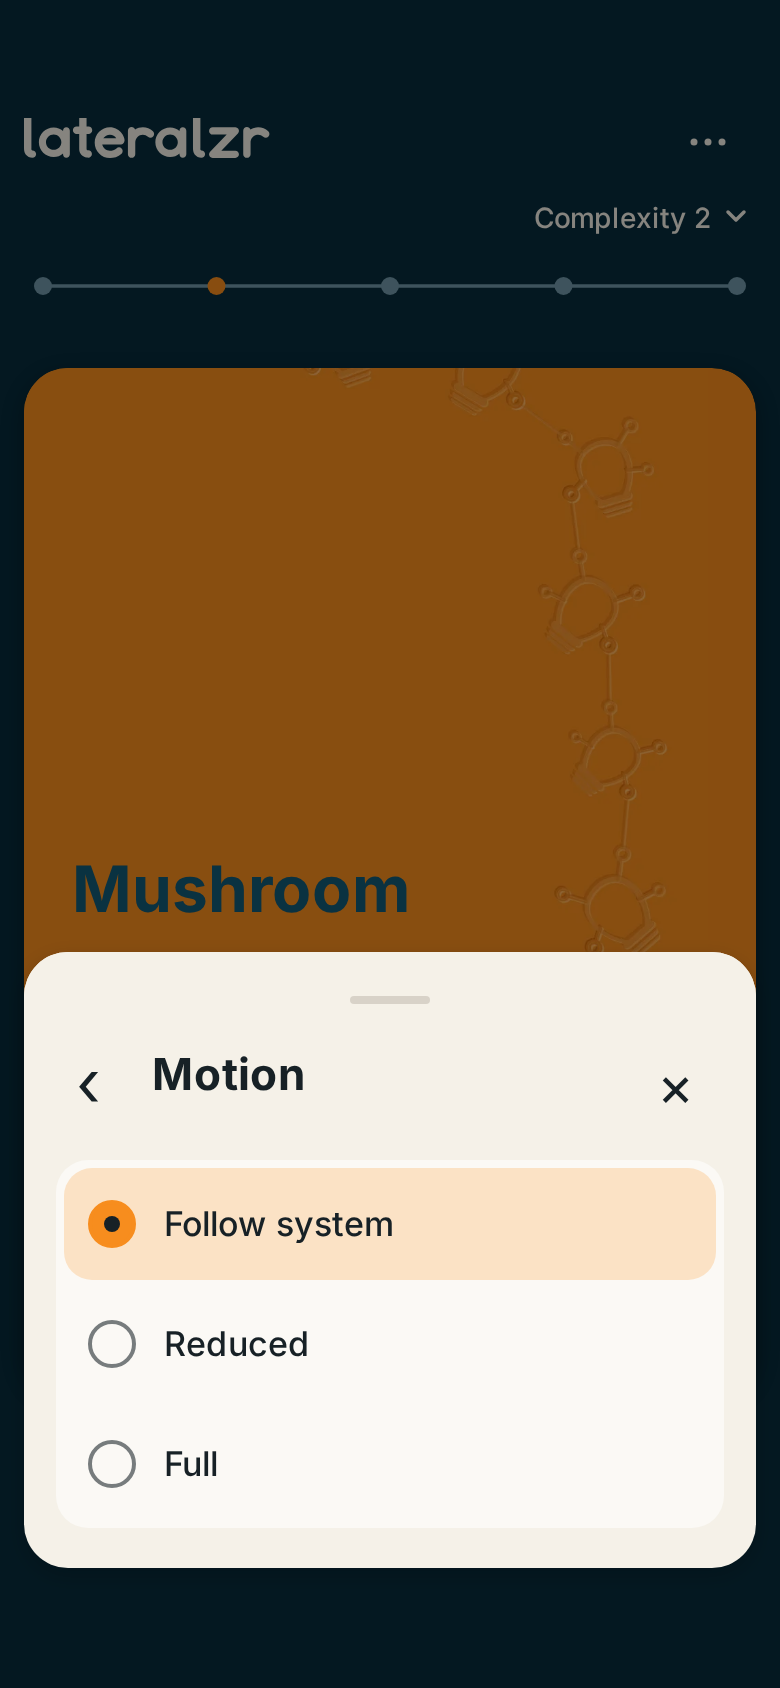 lateralzr
Complexity 2
Mushroom
Motion
Follow system
Reduced
Full